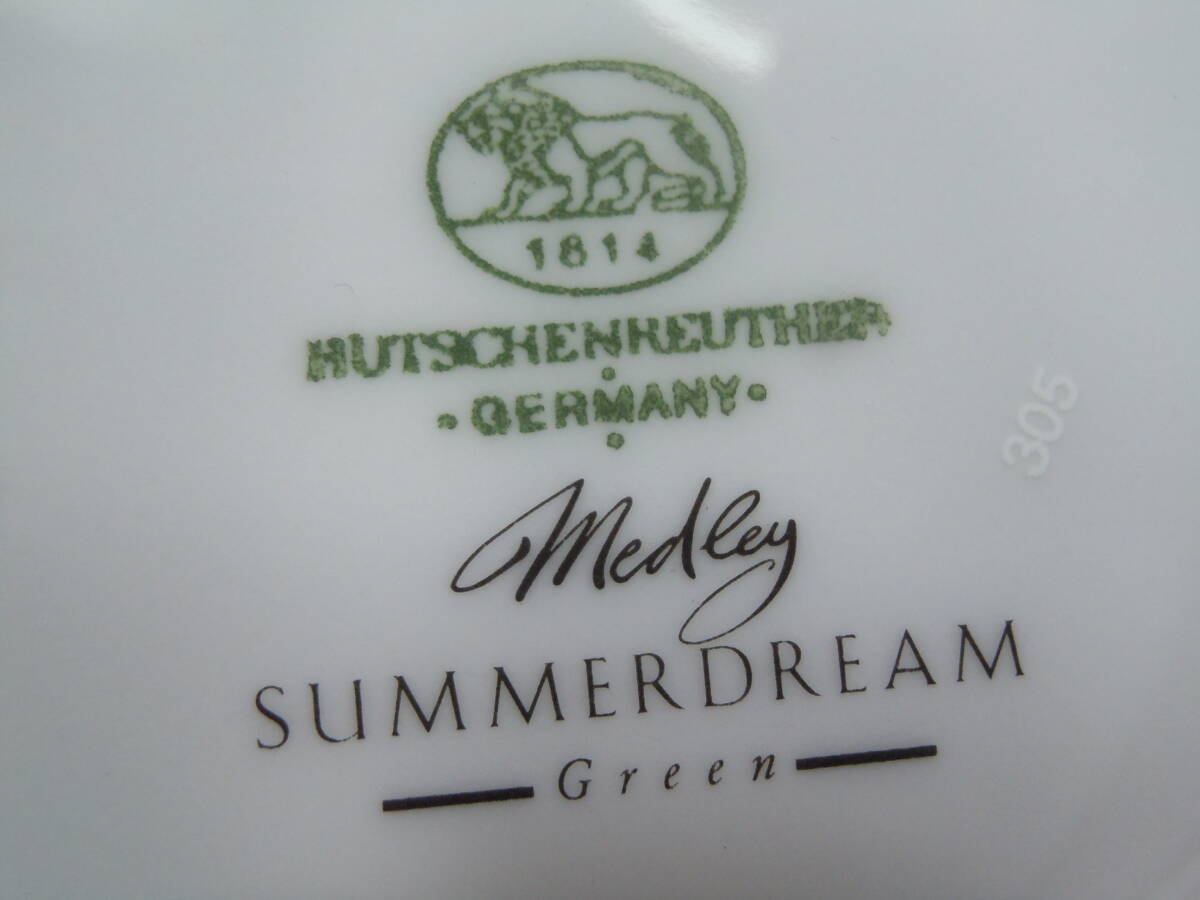 1814
HUTSCHENREUTHER
· GERMANY ·
305
Medley
SUMMERDREAM
Green